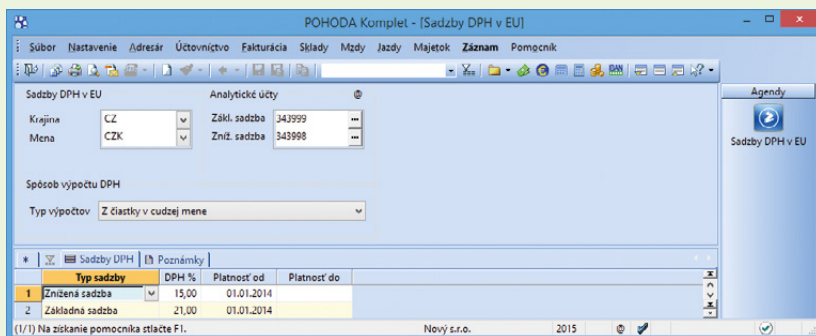 POHODA Komplet - [Sadzby DPH v EU]
Súbor Nastavenie Adresár Účtovníctvo Fakturácia Sklady Mzdy Jazdy Majetok Záznam Pomocník
Sadzby DPH v EU Analytické účty @
Krajina CZ Zákl. sadzba 343999 ...
Mena CZK Zníž. sadzba 343998 ...
Spôsob výpočtu DPH
Typ výpočtov Z čiastky v cudzej mene
Agendy
Sadzby DPH v EU
* Sadzby DPH Poznámky
Typ sadzby DPH % Platnosť od Platnosť do
1 Znížená sadzba 15,00 01.01.2014
2 Základná sadzba 21,00 01.01.2014
(1/1) Na získanie pomocníka stlačte F1. Nový s.r.o. 2015 @